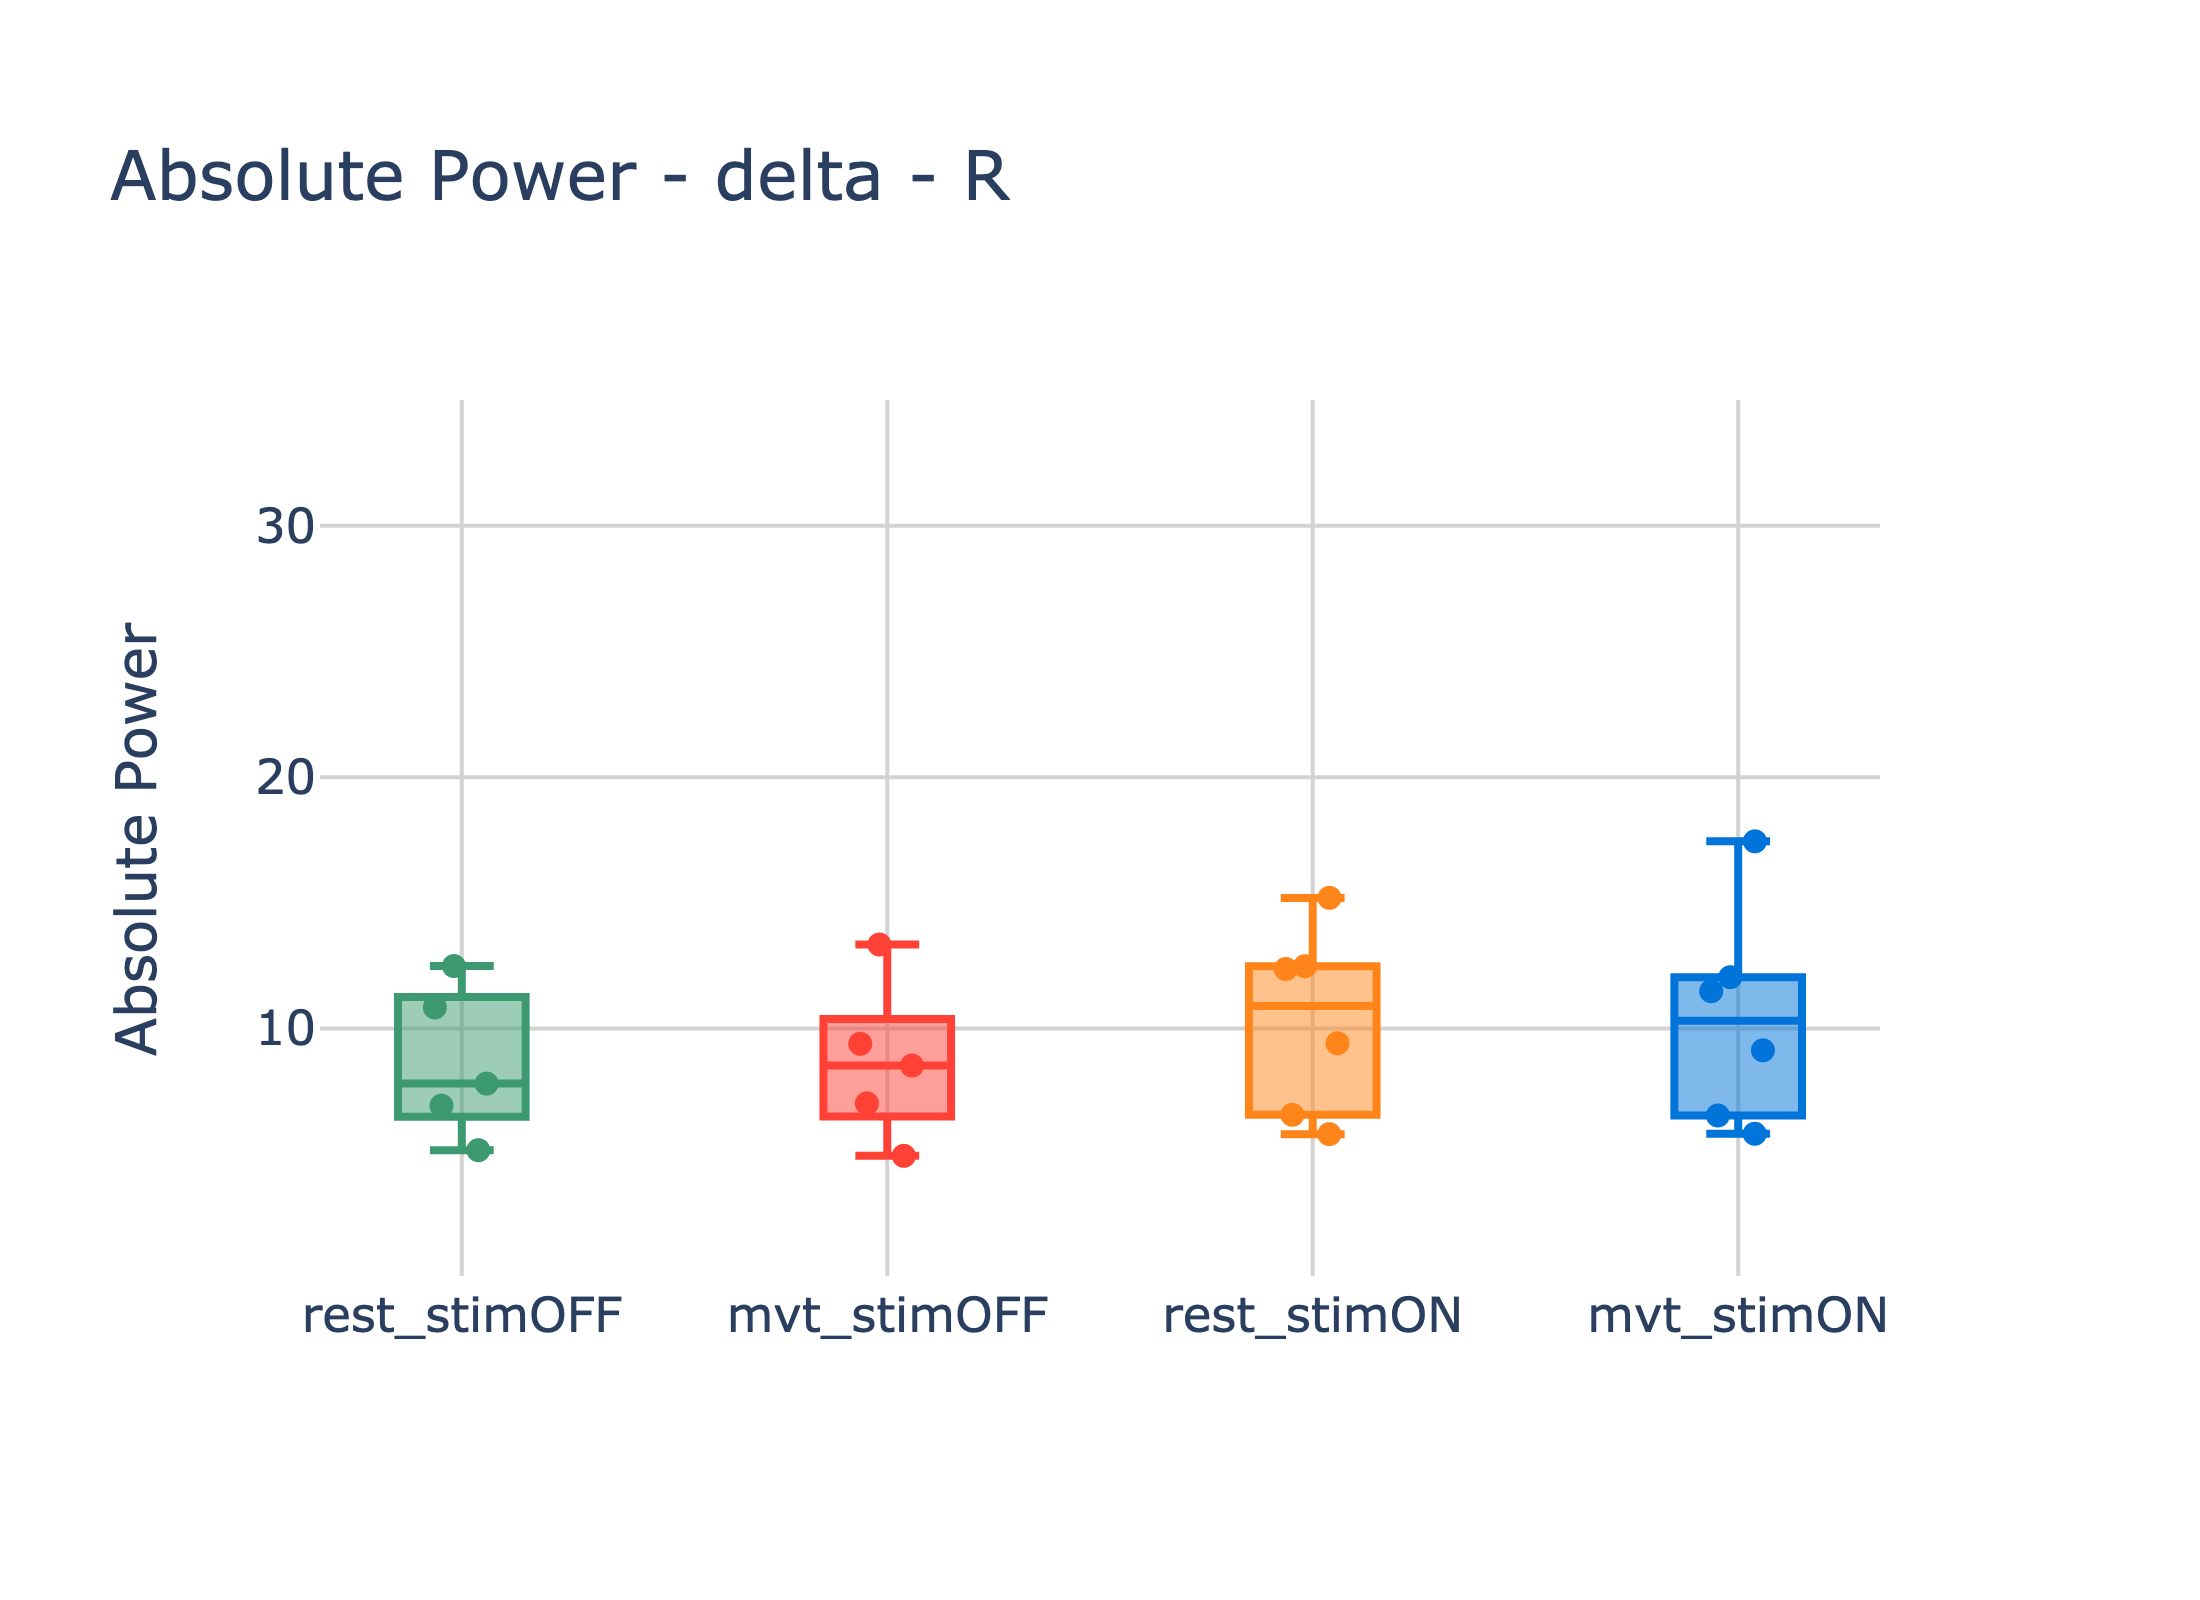 Absolute Power - delta - R
Absolute Power
30
20
10
rest_stimOFF
mvt_stimOFF
rest_stimON
mvt_stimON